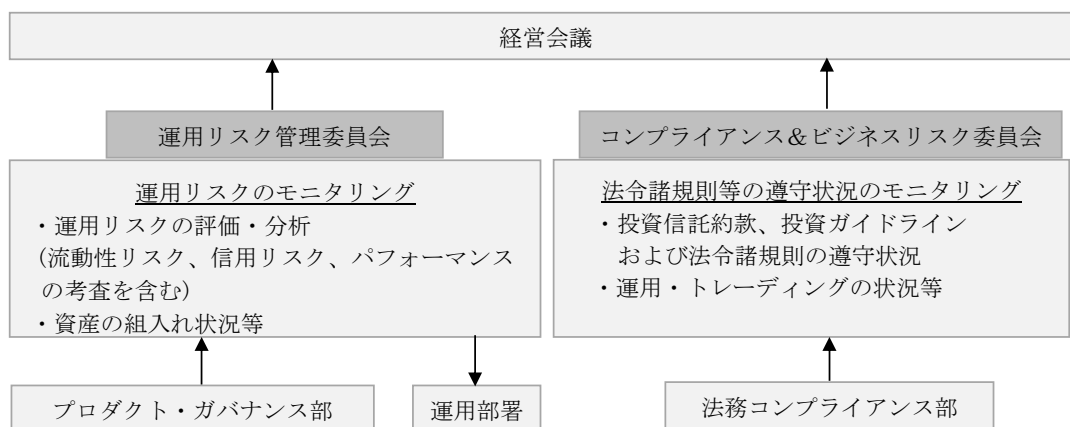 経営会議
運用リスク管理委員会
運用リスクのモニタリング
・運用リスクの評価・分析
(流動性リスク、信用リスク、パフォーマンス
の考査を含む)
・資産の組入れ状況等
コンプライアンス&ビジネスリスク委員会
法令諸規則等の遵守状況のモニタリング
・投資信託約款、投資ガイドライン
および法令諸規則の遵守状況
・運用・トレーディングの状況等
プロダクト・ガバナンス部
運用部署
法務コンプライアンス部